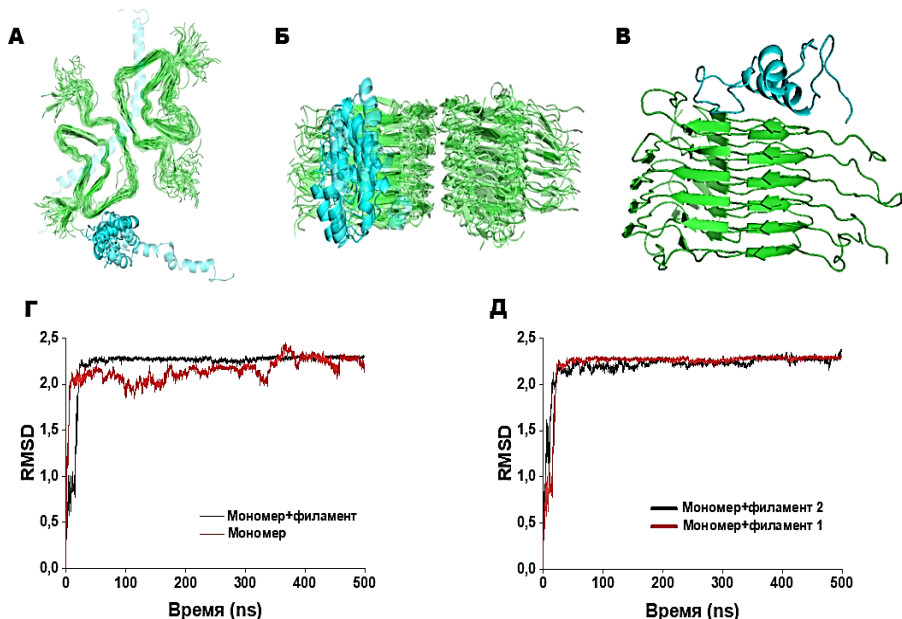 А
Б
В
Г
2,5
2,0
1,5
1,0
0,5
0,0
RMSD
Мономер+филамент
Мономер
0
100
200
300
400
500
Время (ns)
Д
2,5
2,0
1,5
1,0
0,5
0,0
RMSD
Мономер+филамент 2
Мономер+филамент 1
0
100
200
300
400
500
Время (ns)